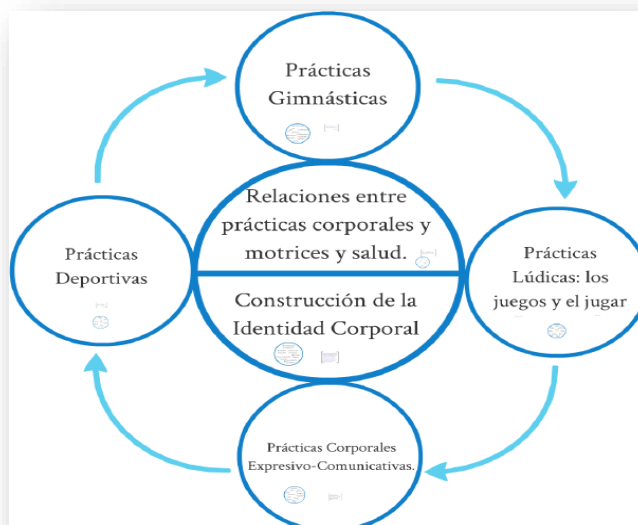 Prácticas
Gimnásticas
Relaciones entre
prácticas corporales y
motrices y salud.
Construcción de la
Identidad Corporal
Prácticas
Lúdicas: los
juegos y el jugar
Prácticas Corporales
Expresivo-Comunicativas.
Prácticas
Deportivas